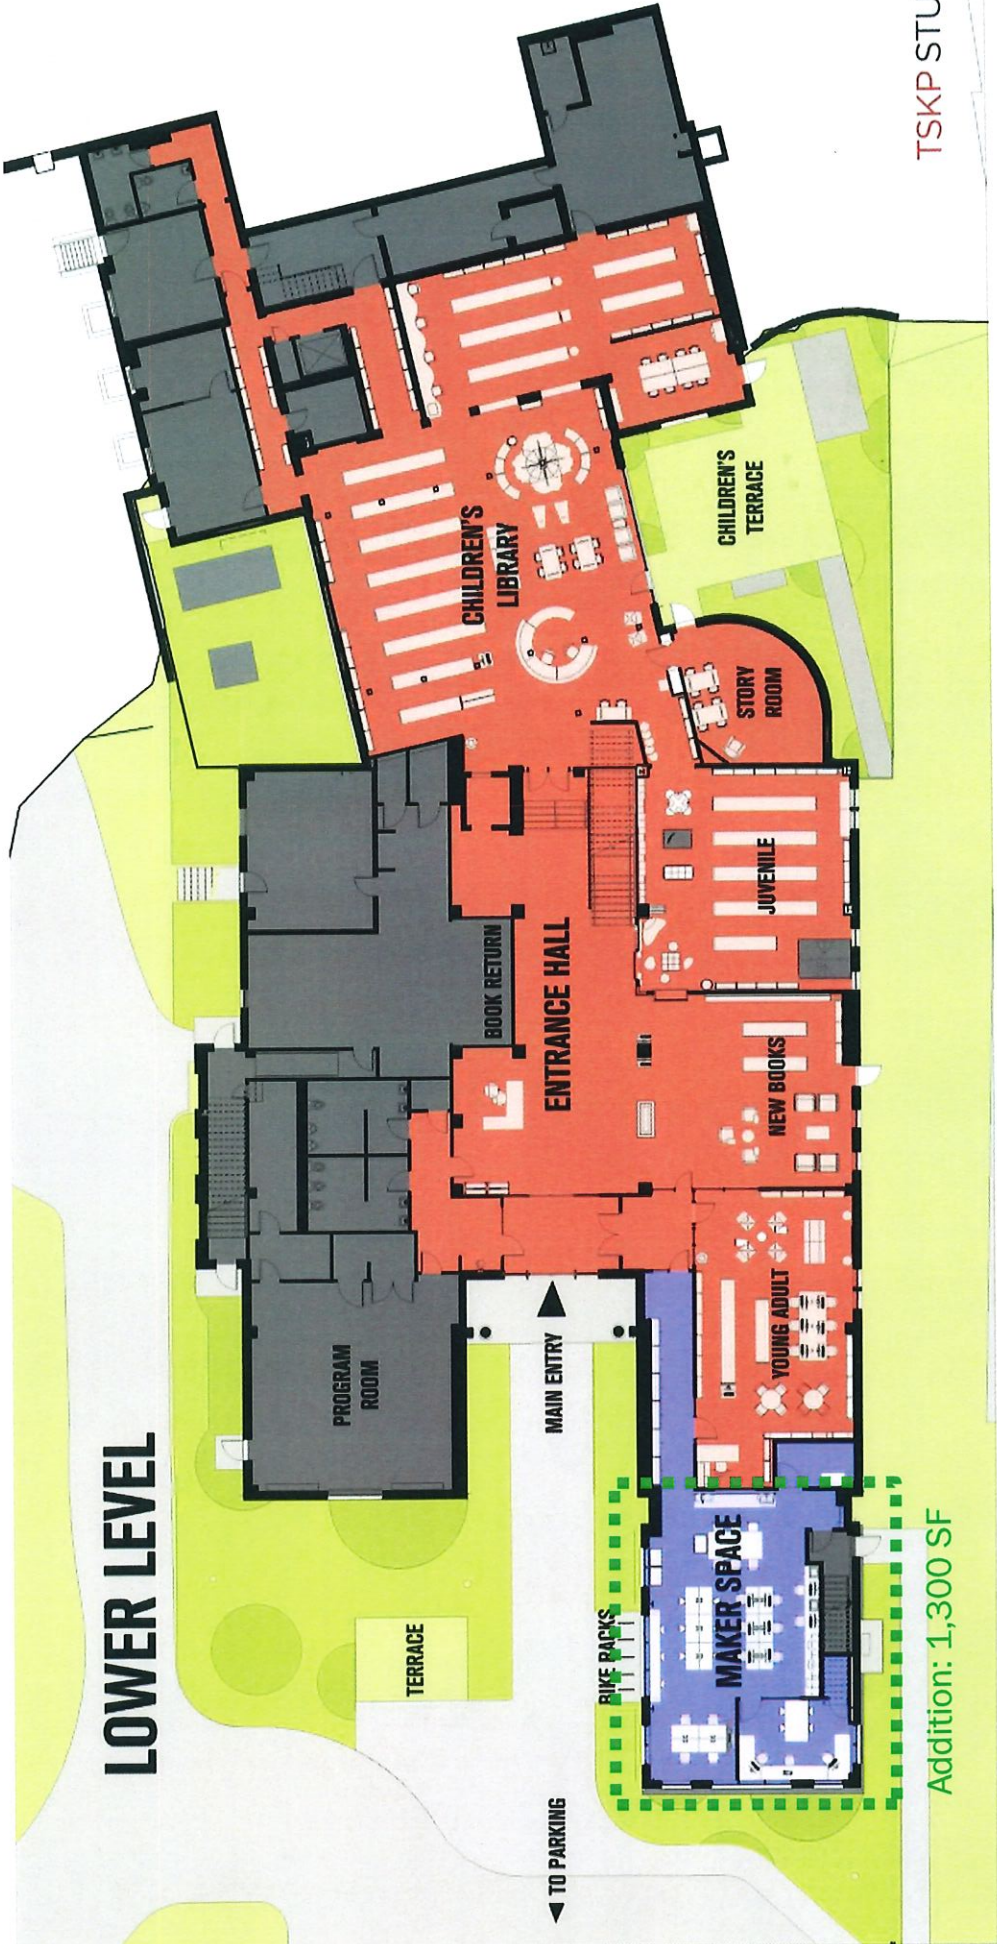 LOWER LEVEL
PROGRAM
ROOM
TERRACE
BOOK RETURN
ENTRANCE HALL
MAIN ENTRY
◀ TO PARKING
BIKE RACKS
MAKER SPACE
YOUNG ADULT
NEW BOOKS
JUVENILE
STORY
ROOM
CHILDREN'S
LIBRARY
CHILDREN'S
TERRACE
Addition: 1,300 SF
TSKP STU